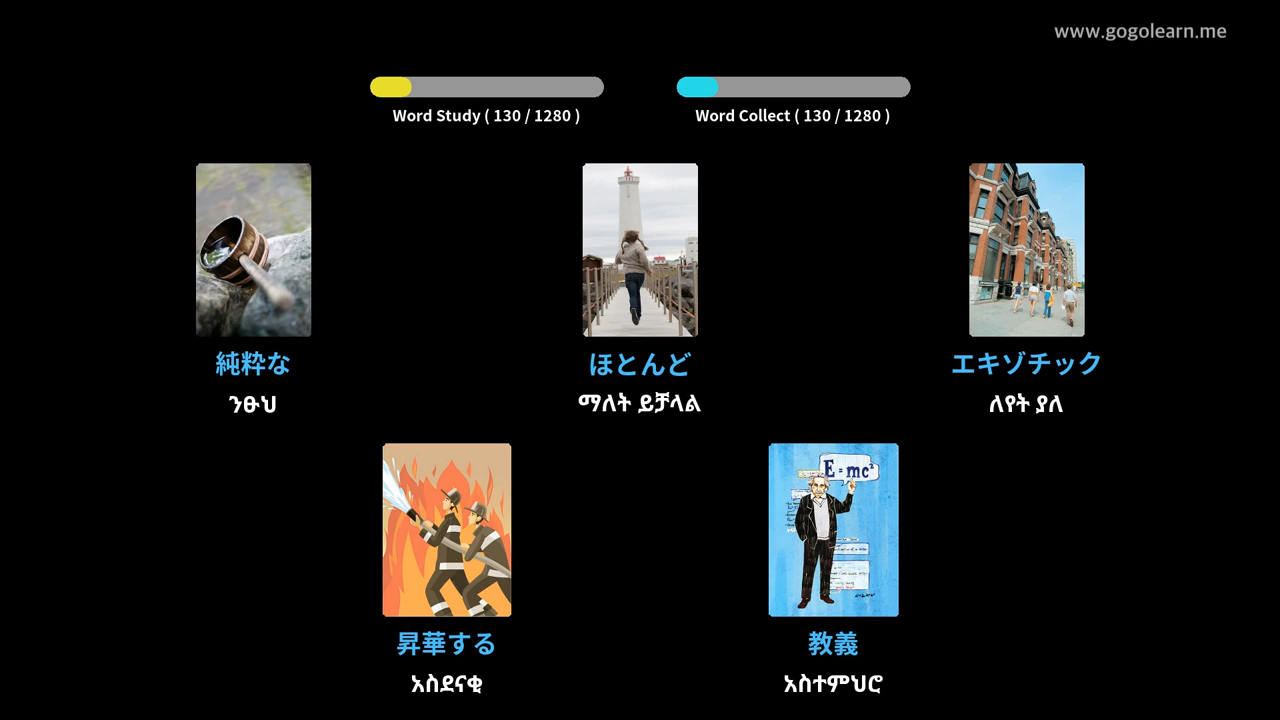 www.gogolearn.me
Word Study ( 130 / 1280 )
Word Collect ( 130 / 1280 )
純粋な
ንፁህ
ほとんど
ማለት ይቻላል
エキゾチック
ለየት ያለ
E=mc²
昇華する
አስደናቂ
教義
አስተምህሮ